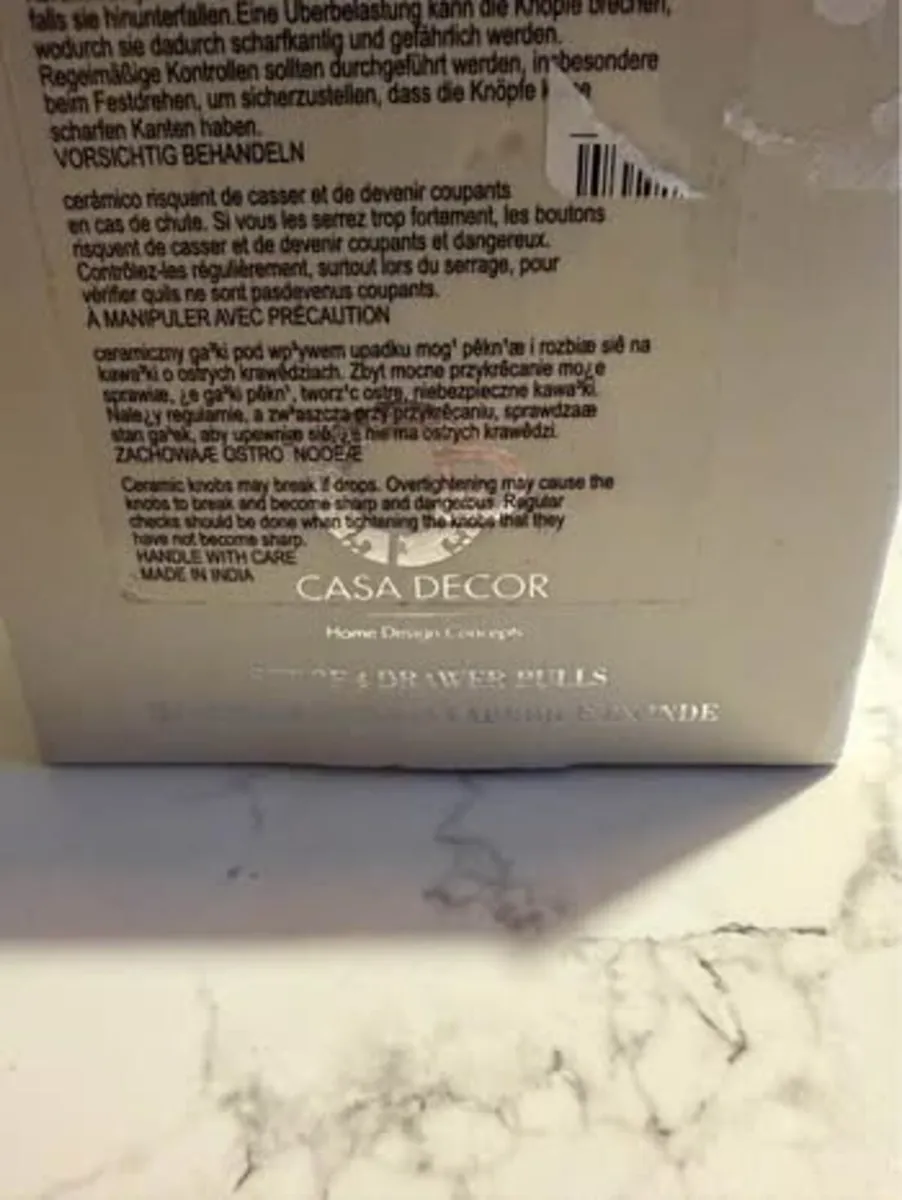 falls sie hinunterfallen.Eine Überbelastung kann die Knöpfe brechen,
wodurch sie dadurch scharfkantig und gefährlich werden.
Regelmäßige Kontrollen sollten durchgeführt werden, insbesondere
beim Festdrehen, um sicherzustellen, dass die Knöpfe
scharfen Kanten haben.
VORSICHTIG BEHANDELN
cerâmico risquent de casser et de devenir coupants
en cas de chute. Si vous les serrez trop fortement, les boutons
risquent de casser et de devenir coupants et dangereux.
Contrôlez-les régulièrement, surtout lors du serrage, pour
vérifier quils ne sont pasdevenus coupants.
À MANIPULER AVEC PRÉCAUTION
ceramiczny ga³ki pod wp³ywem upadku mog¹ pêkn¹æ i rozbiæ siê na
kawa³ki o ostrych krawêdziach. Zbyt mocne przykrêcanie mo¿e
sprawiæ, ¿e ga³ki pêkn¹, tworz¹c ostre, niebezpieczne kawa³ki.
Nale¿y regularnie, a zw³aszcza przy przykrêcaniu, sprawdzaæ
stan ga³ek, aby upewniæ siê, ¿e nie ma ostrych krawêdzi.
ZACHOWAÆ OSTRO NOOEÆ
Ceramic knobs may break if drops. Overtightening may cause the
knobs to break and become sharp and dangerous. Regular
checks should be done when tightening the knobs that they
have not become sharp.
HANDLE WITH CARE
MADE IN INDIA
CASA DECOR
Home Design Concepts
4 DRAWER PULLS